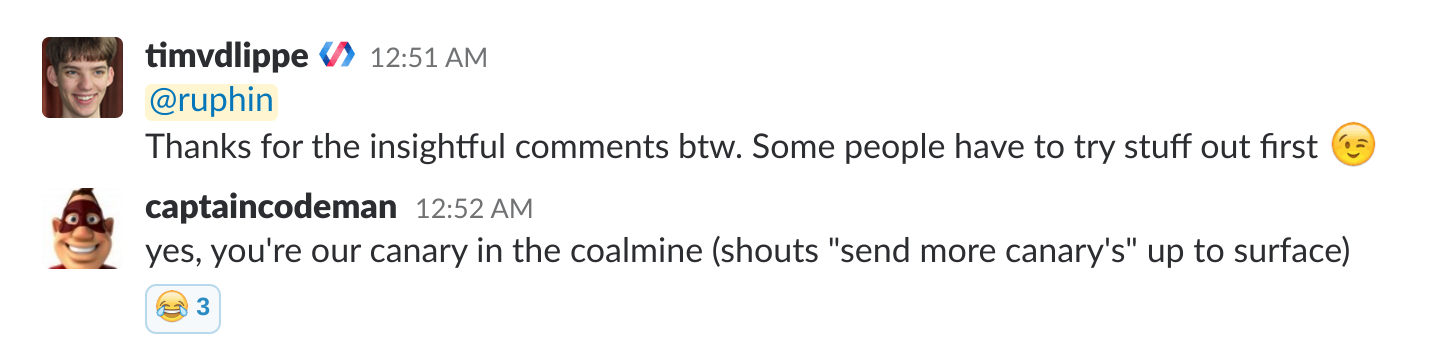 timvdlippe 12:51 AM
@ruphin
Thanks for the insightful comments btw. Some people have to try stuff out first 😉
captaincodeman 12:52 AM
yes, you're our canary in the coalmine (shouts "send more canary's" up to surface)
😂 3